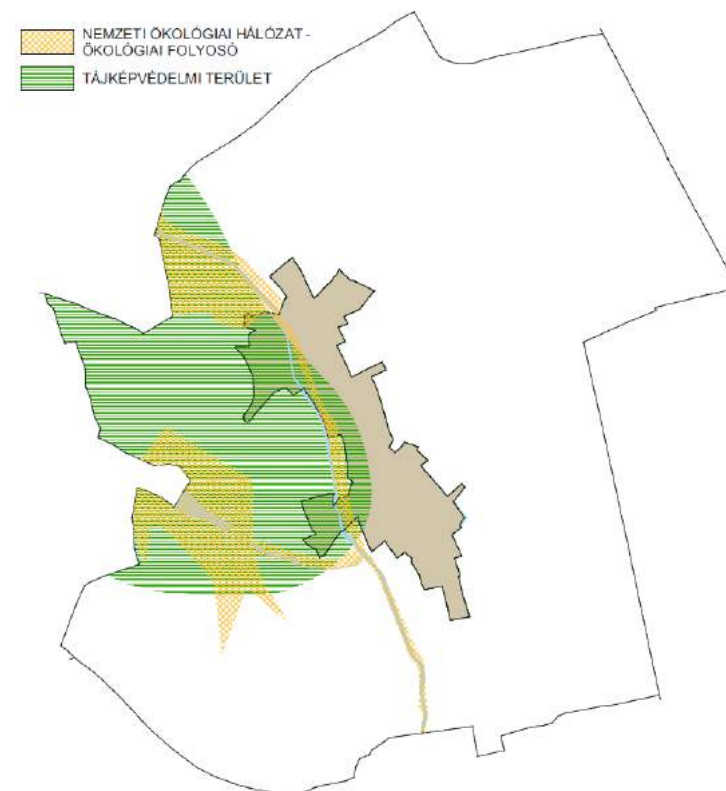 NEMZETI ÖKOLÓGIAI HÁLÓZAT -
ÖKOLÓGIAI FOLYOSÓ
TÁJKÉPVÉDELMI TERÜLET